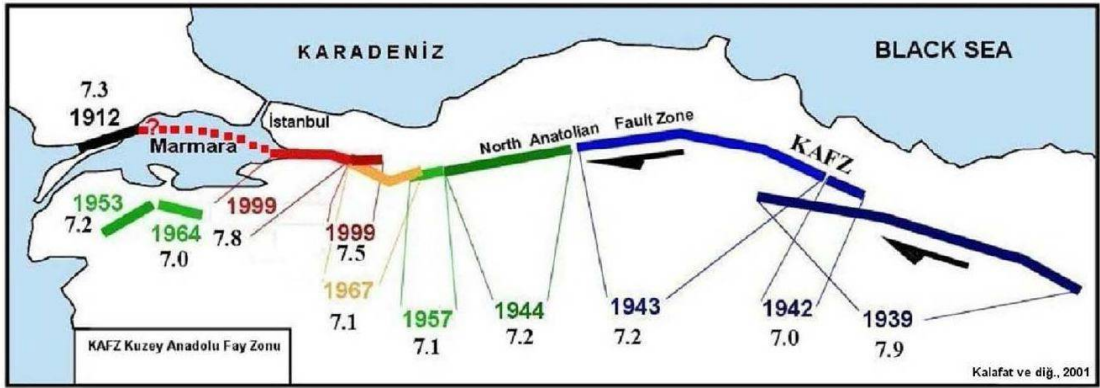 KARADENİZ
BLACK SEA
7.3
1912
?
İstanbul
Marmara
North Anatolian Fault Zone
KAFZ
1953
7.2
1964
7.0
1999
7.8
1999
7.5
1967
7.1
1957
7.1
1944
7.2
1943
7.2
1942
7.0
1939
7.9
KAFZ Kuzey Anadolu Fay Zonu
Kalafat ve diğ., 2001